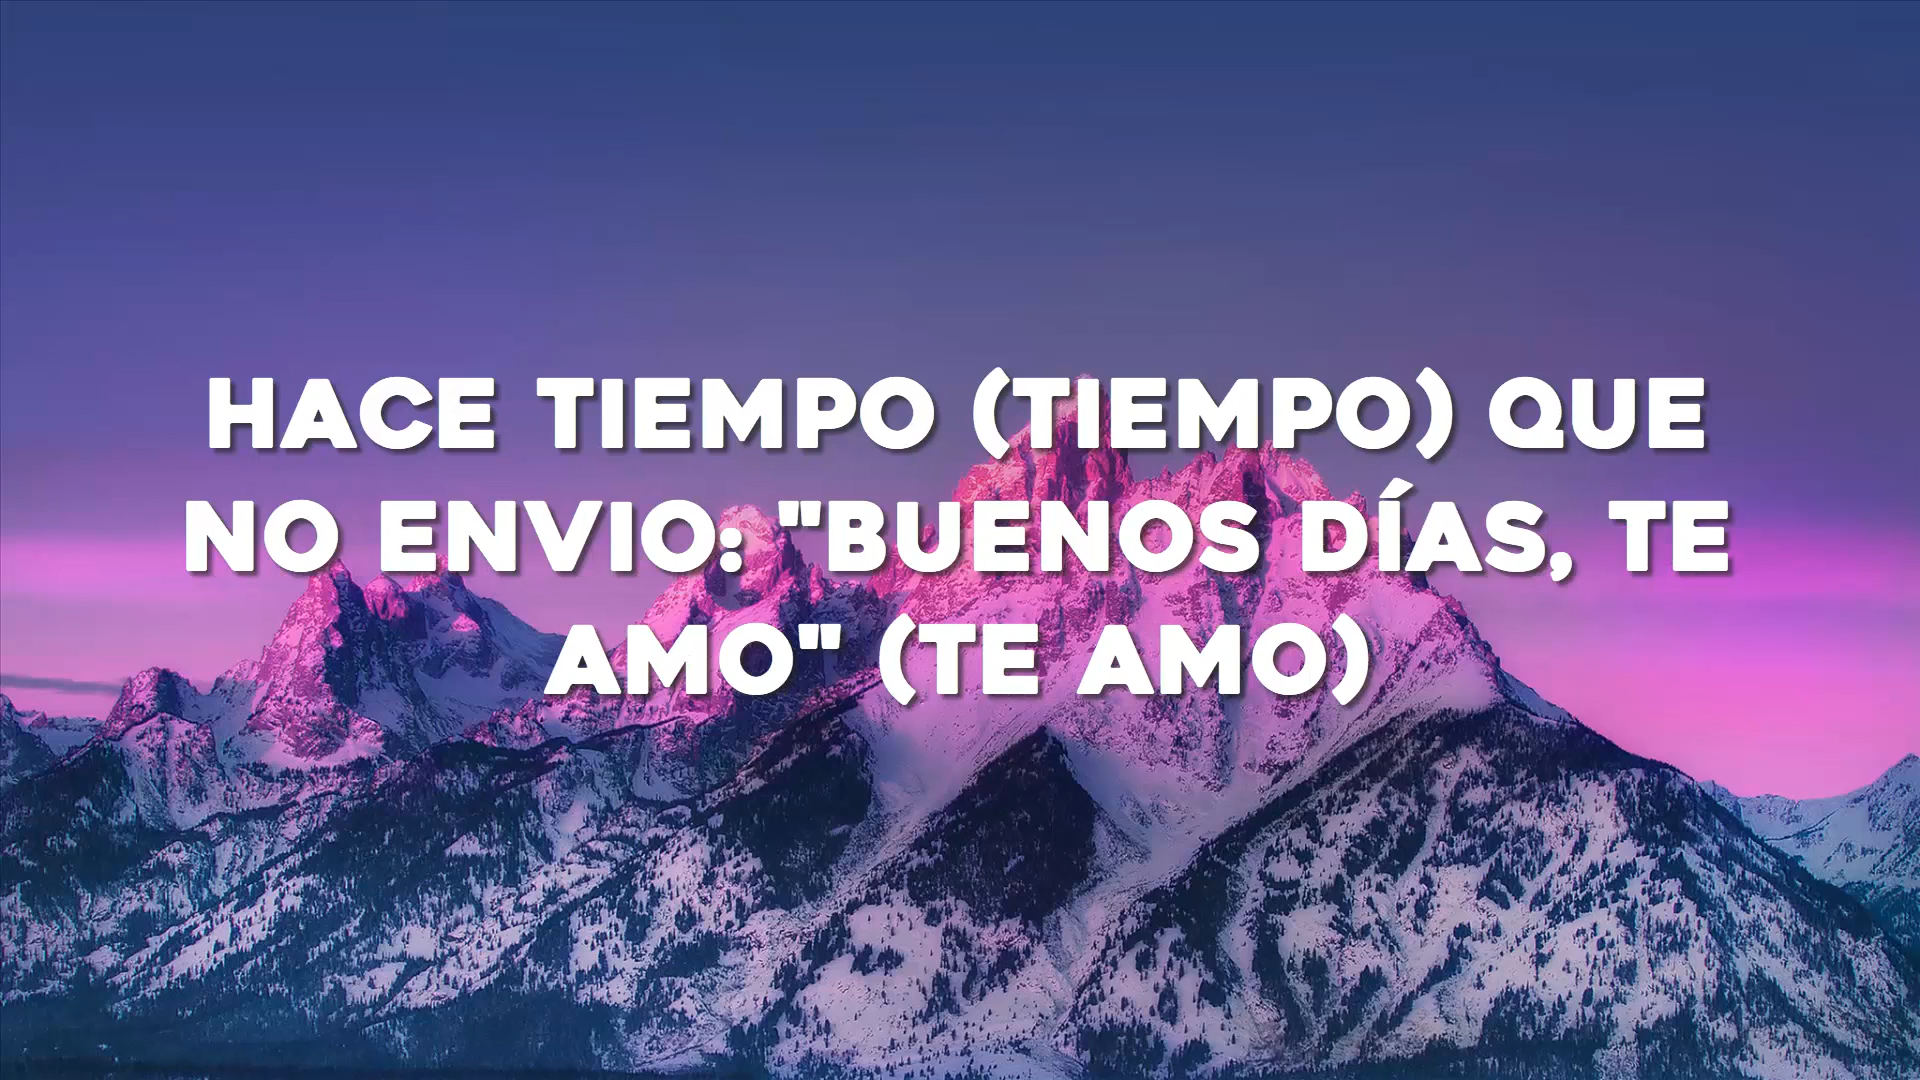 HACE TIEMPO (TIEMPO) QUE
NO ENVIO: "BUENOS DÍAS, TE
AMO" (TE AMO)